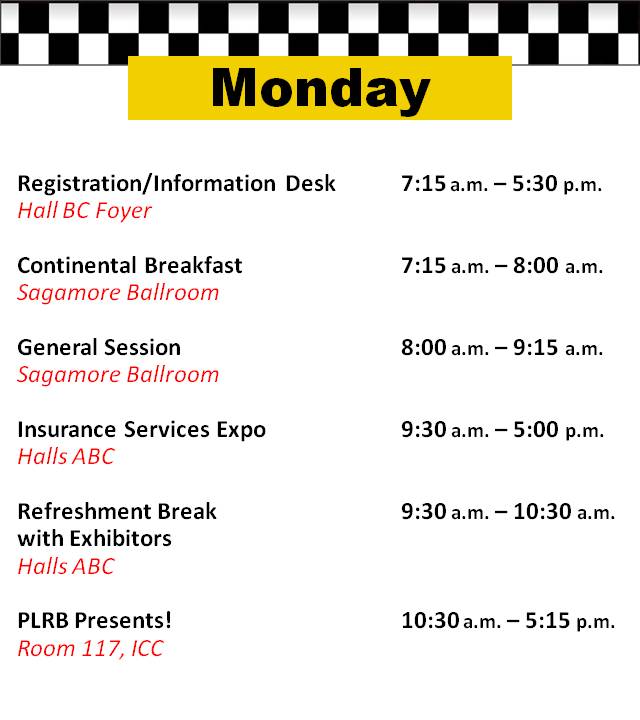 Monday
Registration/Information Desk 7:15 a.m. – 5:30 p.m.
Hall BC Foyer
Continental Breakfast 7:15 a.m. – 8:00 a.m.
Sagamore Ballroom
General Session 8:00 a.m. – 9:15 a.m.
Sagamore Ballroom
Insurance Services Expo 9:30 a.m. – 5:00 p.m.
Halls ABC
Refreshment Break 9:30 a.m. – 10:30 a.m.
with Exhibitors
Halls ABC
PLRB Presents! 10:30 a.m. – 5:15 p.m.
Room 117, ICC